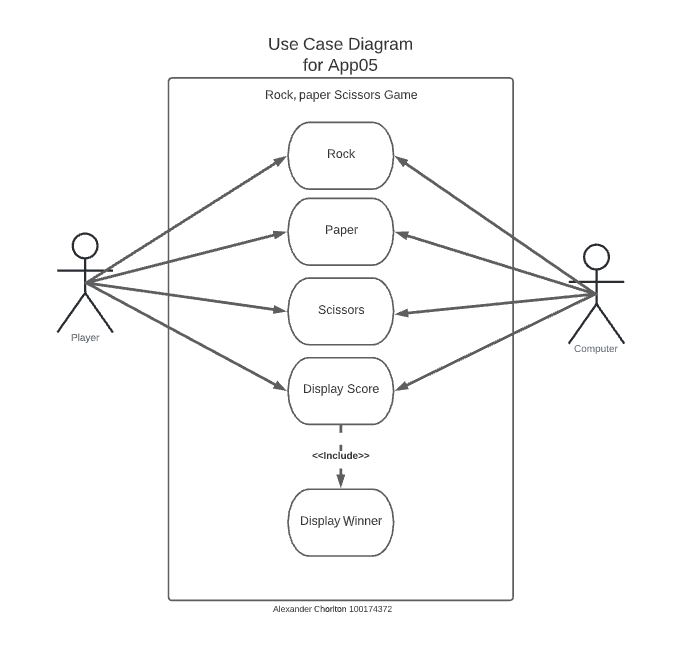 Use Case Diagram
for App05
Rock, paper Scissors Game
Rock
Paper
Scissors
Display Score
<<Include>>
Display Winner
Player
Computer
Alexander Chorlton 100174372